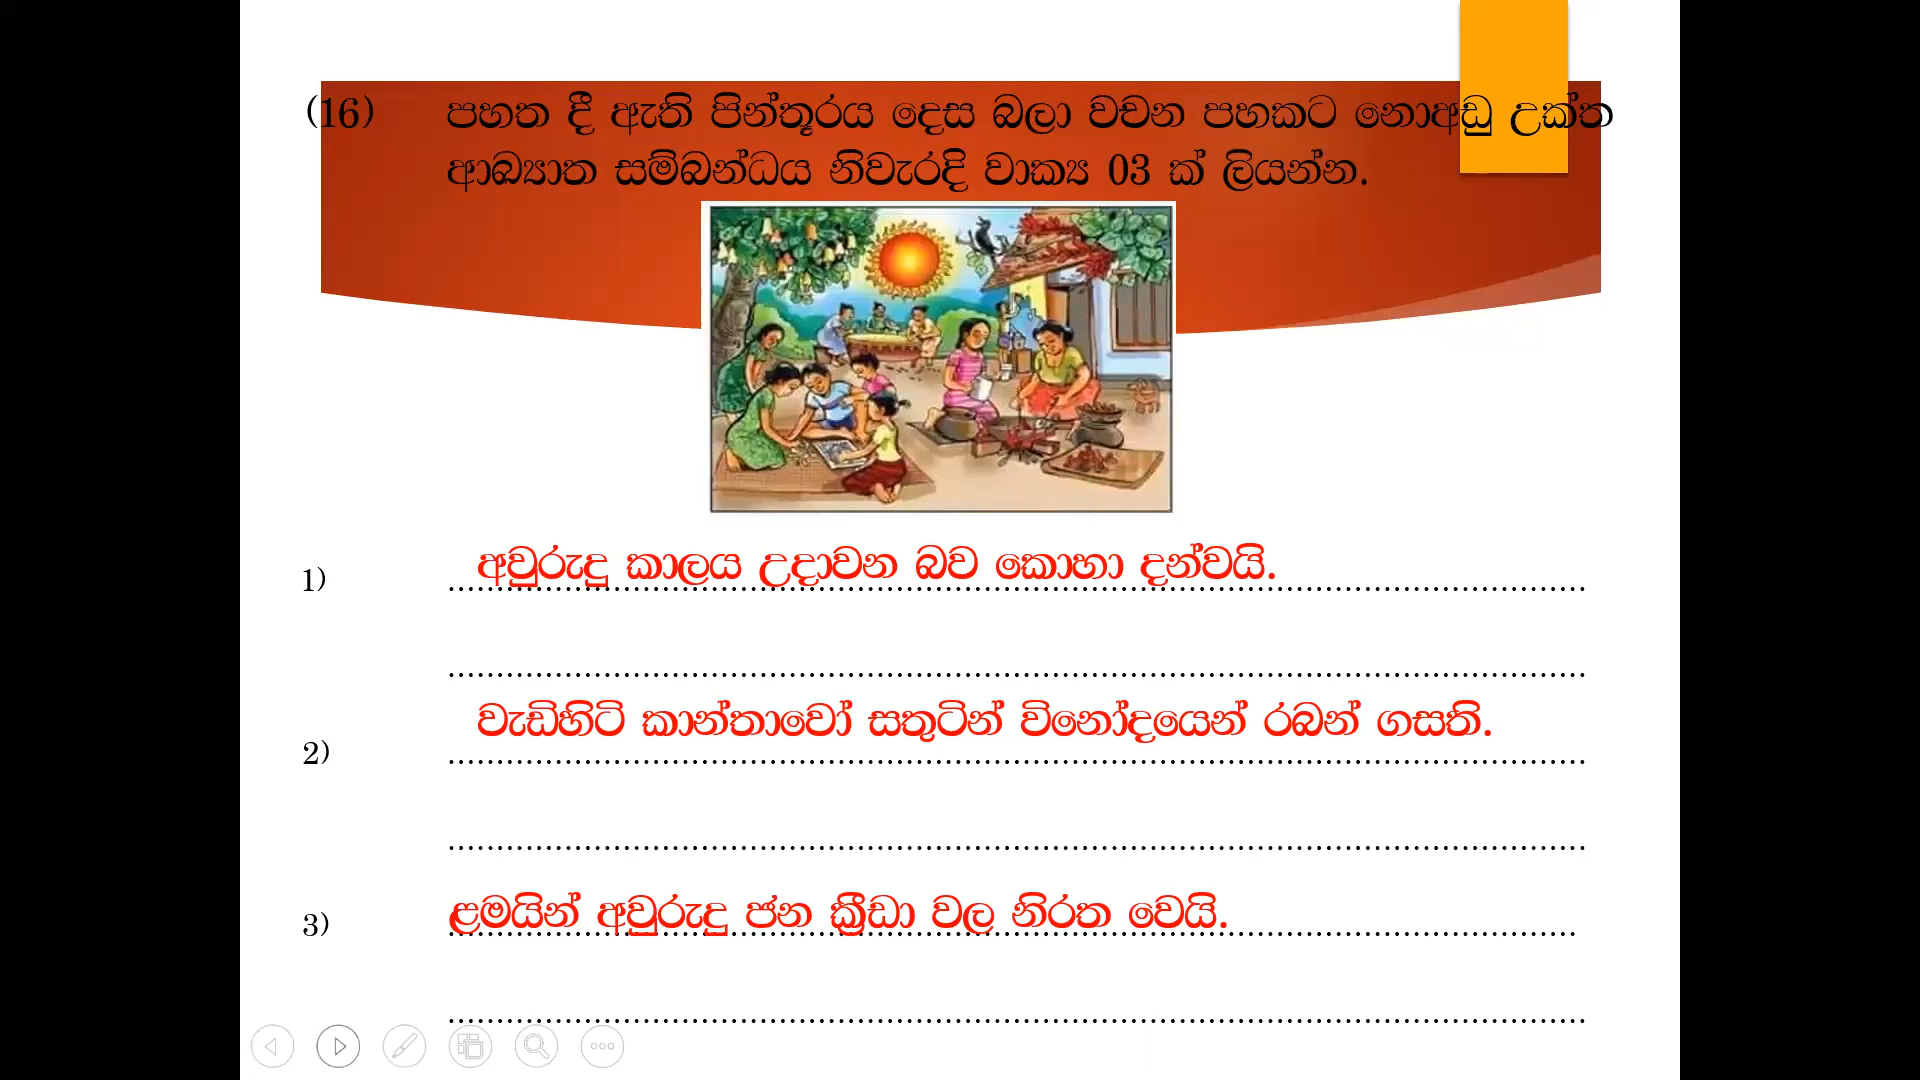 (16) පහත දී ඇති පින්තූරය දෙස බලා වචන පහකට නොඅඩු උක්ත
ආඛ්‍යාත සම්බන්ධය නිවැරදි වාක්‍ය 03 ක් ලියන්න.
1) අවුරුදු කාලය උදාවන බව කොහා දන්වයි.
2) වැඩිහිටි කාන්තාවෝ සතුටින් විනෝදයෙන් රබන් ගසති.
3) ළමයින් අවුරුදු ජන ක්‍රීඩා වල නිරත වෙයි.